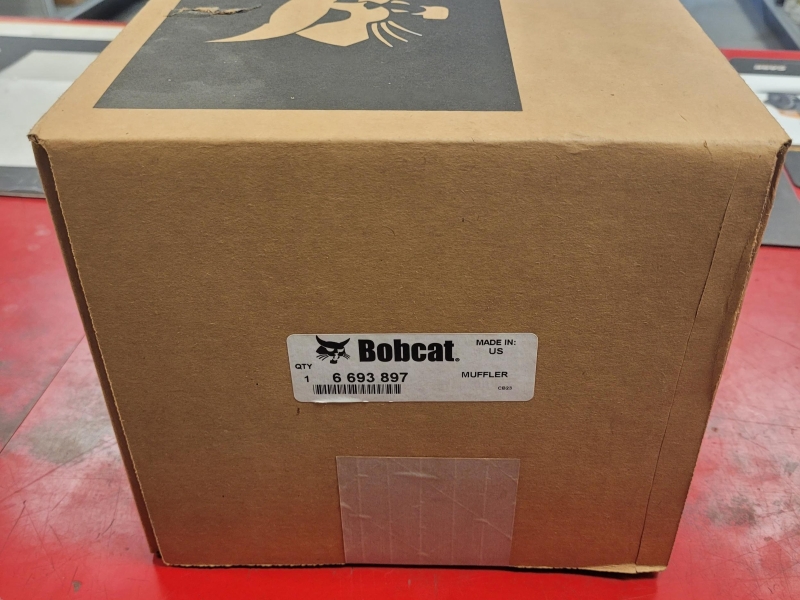 Bobcat.
MADE IN:
US
QTY
1 6 693 897
MUFFLER
CB23